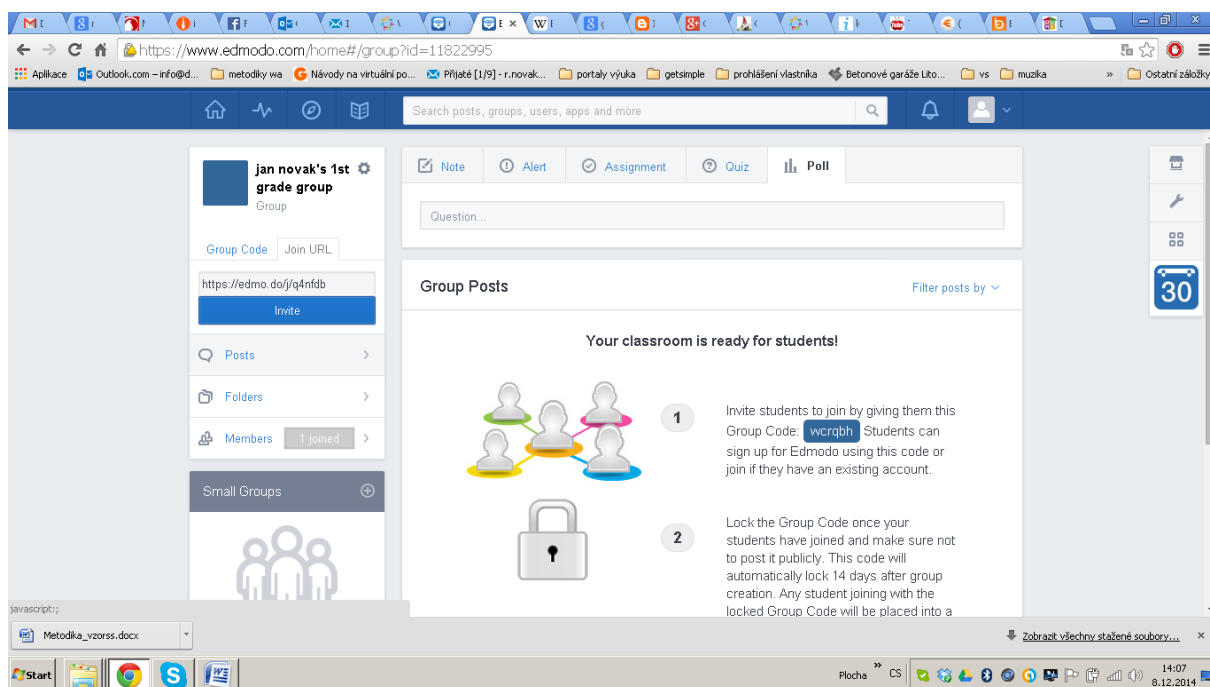 https://www.edmodo.com/home#/group?id=11822995
Aplikace Outlook.com – info@d... metodiky wa Návody na virtuální po... Přijaté [1/9] - r.novak... portaly výuka getsimple prohlášení vlastníka Betonové garáže Lito... vs muzika » Ostatní záložky
Search posts, groups, users, apps and more
jan novak's 1st
grade group
Group
Group Code Join URL
https://edmo.do/j/q4nfdb
Invite
Posts
Folders
Members 1 joined
Small Groups
Note Alert Assignment Quiz Poll
Question...
Group Posts Filter posts by
Your classroom is ready for students!
1
Invite students to join by giving them this
Group Code: wcrqbh Students can
sign up for Edmodo using this code or
join if they have an existing account.
2
Lock the Group Code once your
students have joined and make sure not
to post it publicly. This code will
automatically lock 14 days after group
creation. Any student joining with the
locked Group Code will be placed into a
30
javascript:;
Metodika_vzorss.docx
Zobrazit všechny stažené soubory...
Start
Plocha » CS
14:07
8.12.2014